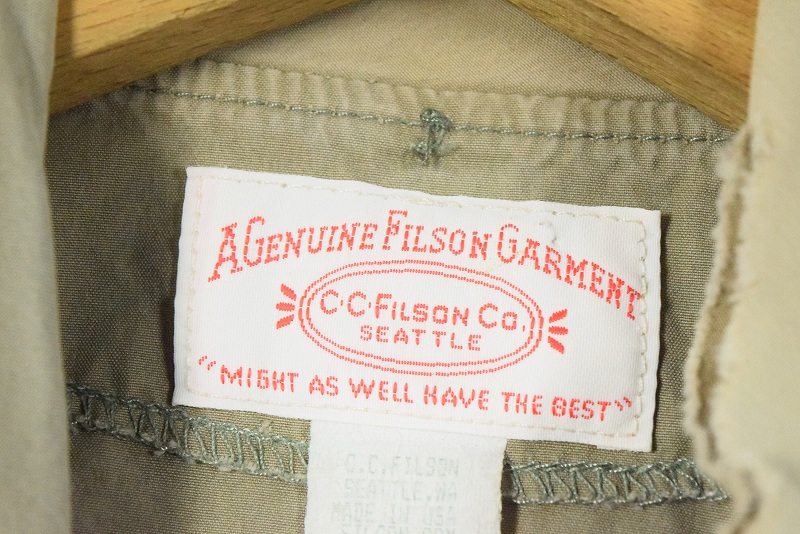 A GENUINE FILSON GARMENT
C·C·FILSON Co.
SEATTLE
"MIGHT AS WELL HAVE THE BEST"
C.C.FILSON
SEATTLE,WA
MADE IN USA